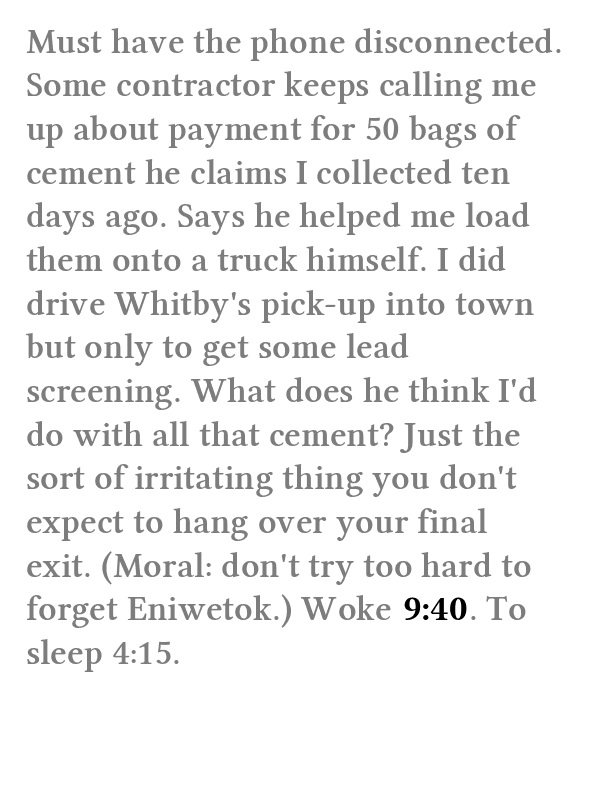 Must have the phone disconnected.
Some contractor keeps calling me
up about payment for 50 bags of
cement he claims I collected ten
days ago. Says he helped me load
them onto a truck himself. I did
drive Whitby's pick-up into town
but only to get some lead
screening. What does he think I'd
do with all that cement? Just the
sort of irritating thing you don't
expect to hang over your final
exit. (Moral: don't try too hard to
forget Eniwetok.) Woke 9:40. To
sleep 4:15.